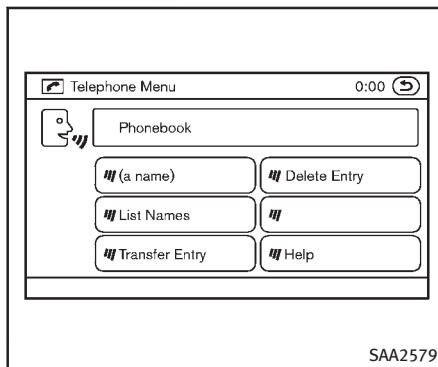 Telephone Menu 0:00
Phonebook
(a name) Delete Entry
List Names
Transfer Entry Help
SAA2579